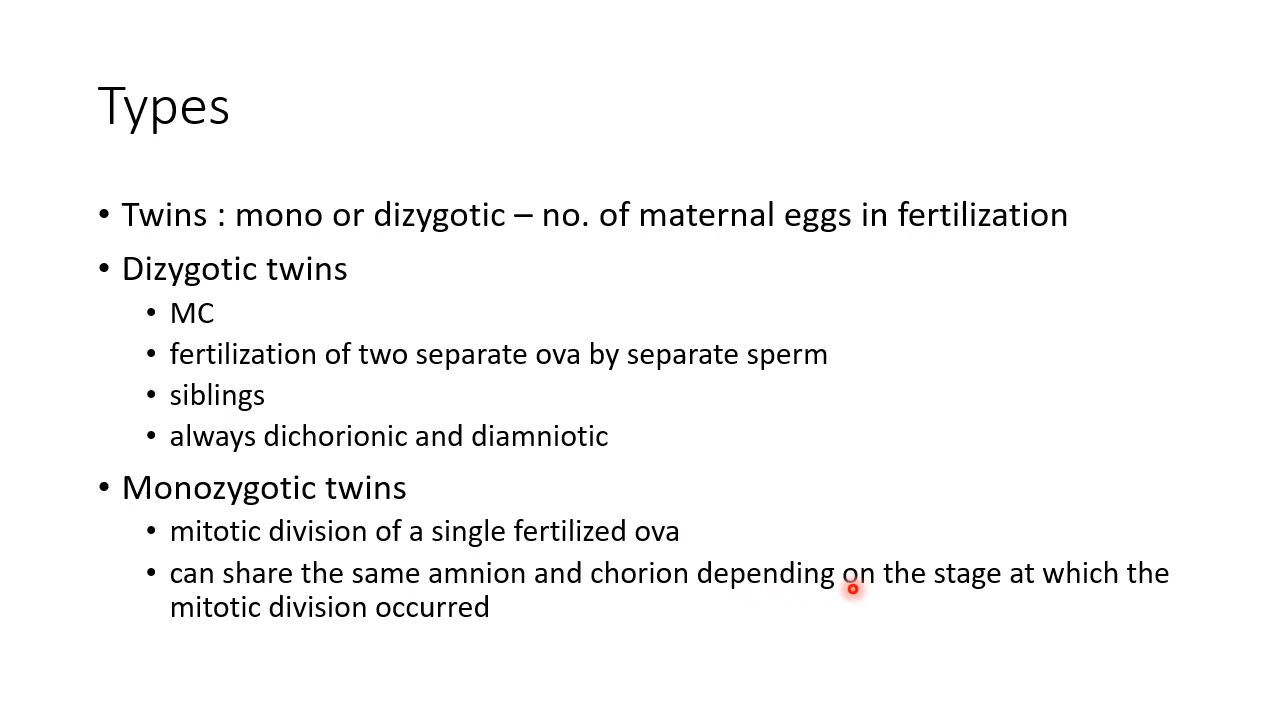 Types
• Twins : mono or dizygotic – no. of maternal eggs in fertilization
• Dizygotic twins
• MC
• fertilization of two separate ova by separate sperm
• siblings
• always dichorionic and diamniotic
• Monozygotic twins
• mitotic division of a single fertilized ova
• can share the same amnion and chorion depending on the stage at which the
mitotic division occurred